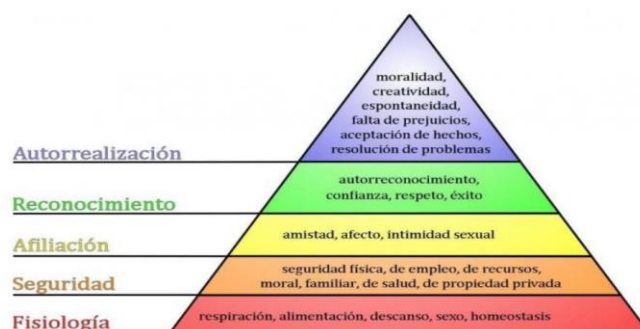 moralidad,
creatividad,
espontaneidad,
falta de prejuicios,
aceptación de hechos,
resolución de problemas
Autorrealización
autorreconocimiento,
confianza, respeto, éxito
Reconocimiento
amistad, afecto, intimidad sexual
Afiliación
seguridad física, de empleo, de recursos,
moral, familiar, de salud, de propiedad privada
Seguridad
respiración, alimentación, descanso, sexo, homeostasis
Fisiología